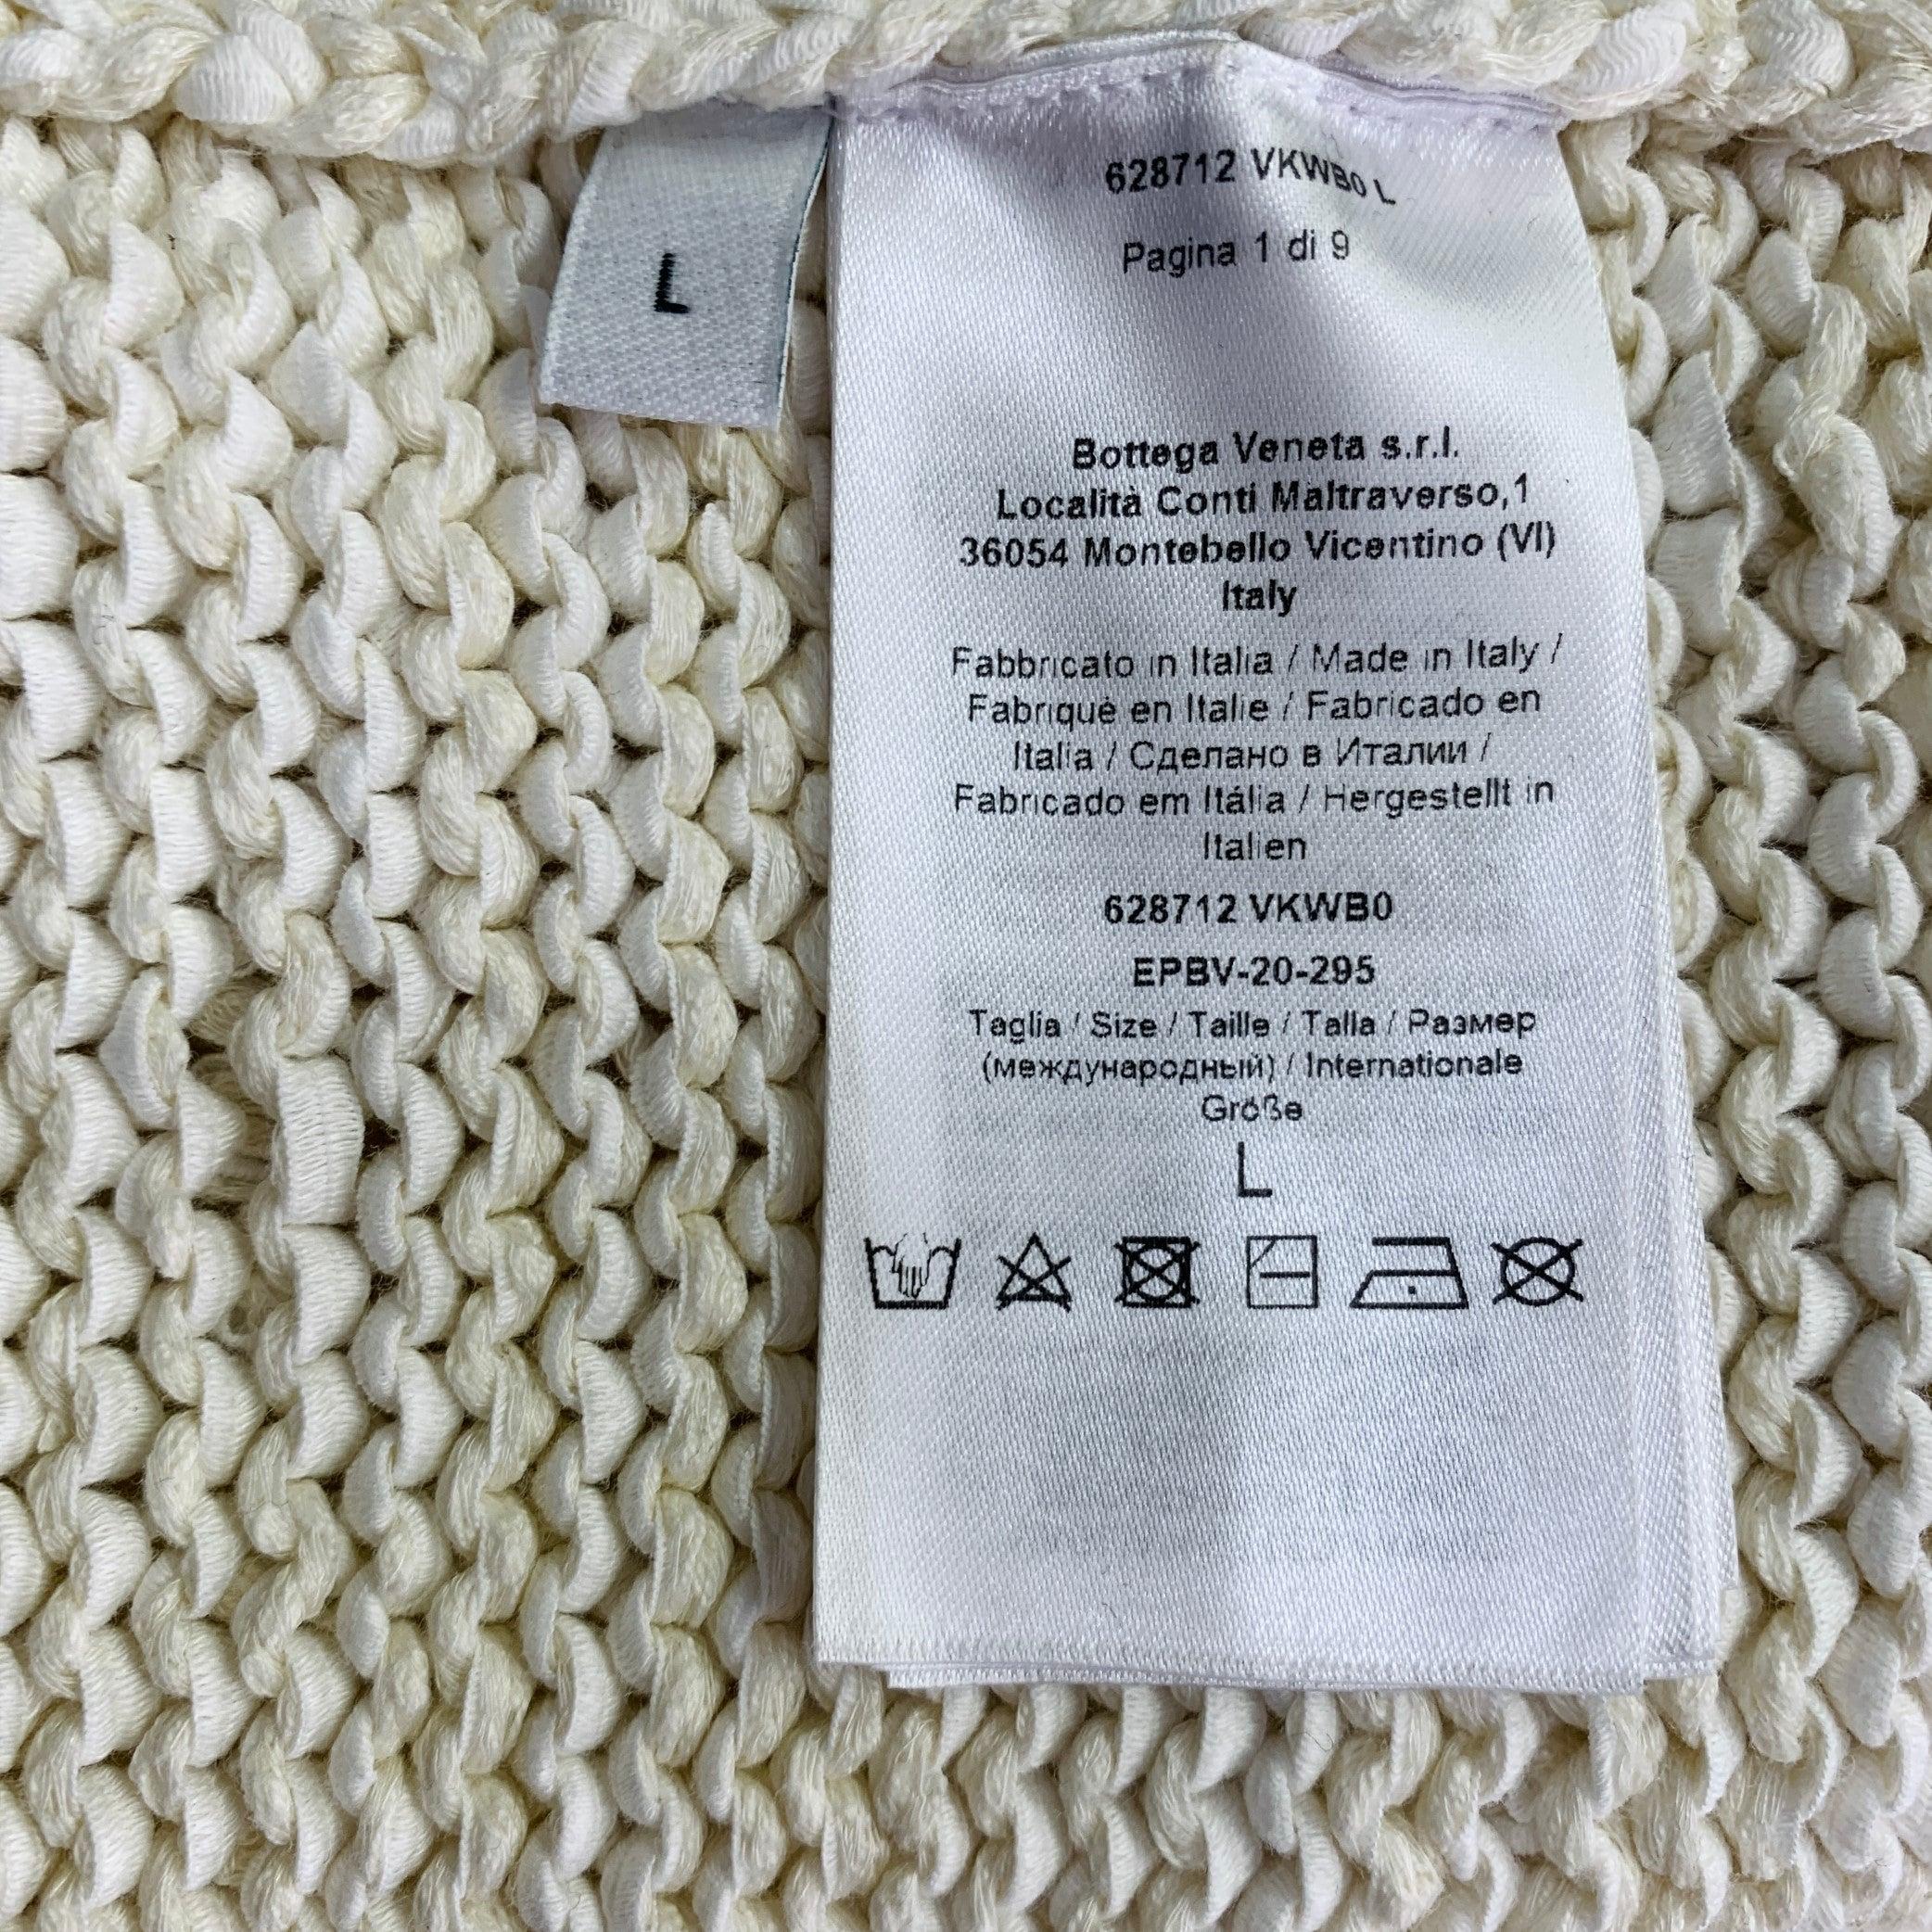 L
628712 VKWB0 L
Pagina 1 di 9
Bottega Veneta s.r.l.
Località Conti Maltraverso,1
36054 Montebello Vicentino (VI)
Italy
Fabbricato in Italia / Made in Italy /
Fabriqué en Italie / Fabricado en
Italia / Сделано в Италии /
Fabricado em Itália / Hergestellt in
Italien
628712 VKWB0
EPBV-20-295
Taglia / Size / Taille / Talla / Размер
(международный) / Internationale
Größe
L